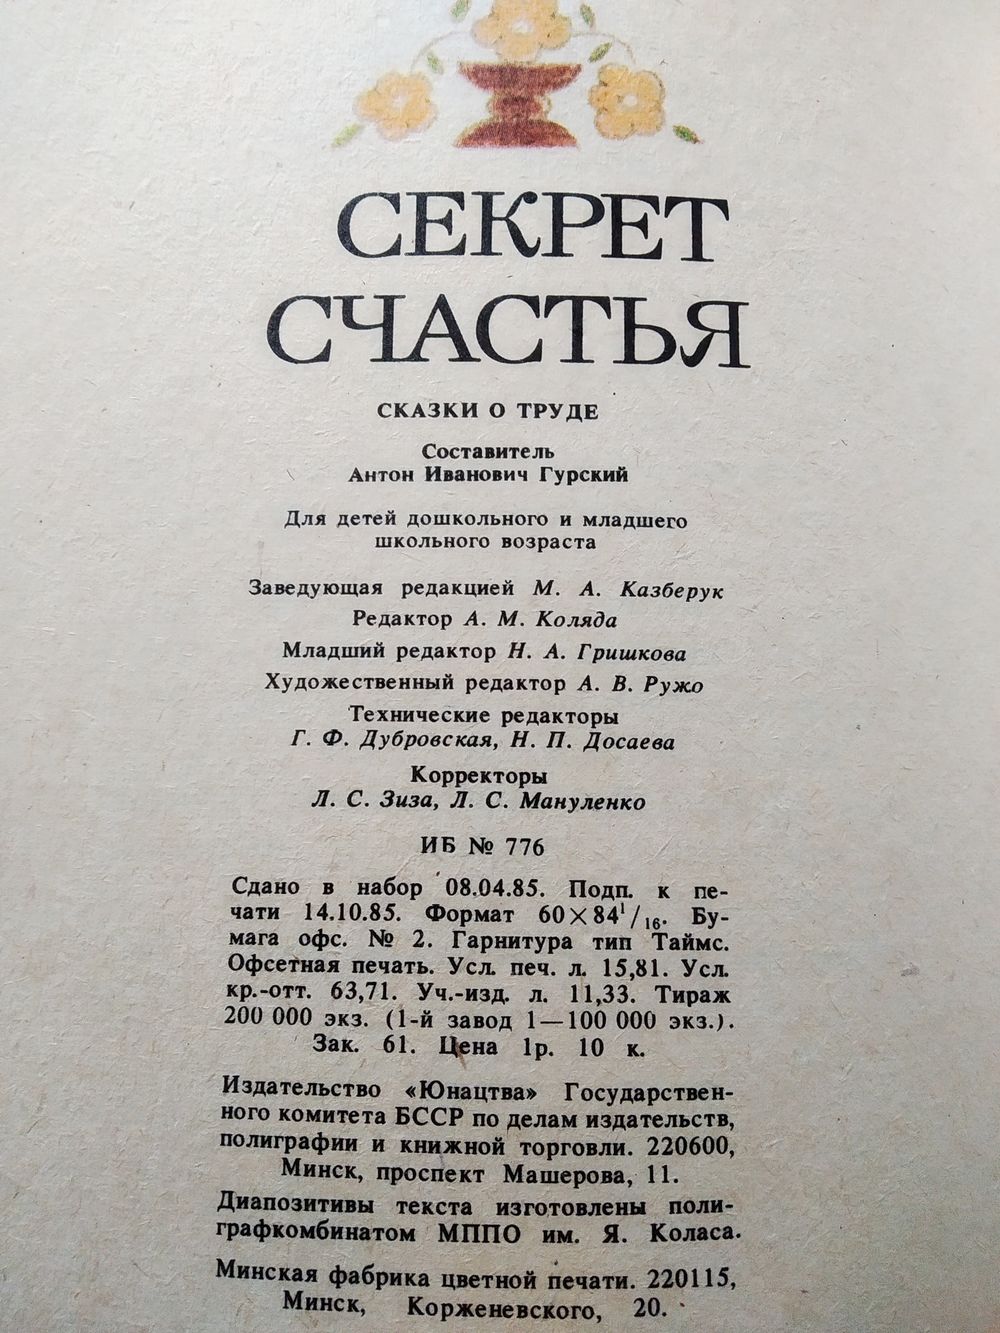 СЕКРЕТ
СЧАСТЬЯ
СКАЗКИ О ТРУДЕ
Составитель
Антон Иванович Гурский
Для детей дошкольного и младшего
школьного возраста
Заведующая редакцией М. А. Казберук
Редактор А. М. Коляда
Младший редактор Н. А. Гришкова
Художественный редактор А. В. Ружо
Технические редакторы
Г. Ф. Дубровская, Н. П. Досаева
Корректоры
Л. С. Зиза, Л. С. Мануленко
ИБ № 776
Сдано в набор 08.04.85. Подп. к пе-
чати 14.10.85. Формат 60×84¹/₁₆. Бу-
мага офс. № 2. Гарнитура тип Таймс.
Офсетная печать. Усл. печ. л. 15,81. Усл.
кр.-отт. 63,71. Уч.-изд. л. 11,33. Тираж
200 000 экз. (1-й завод 1—100 000 экз.).
Зак. 61. Цена 1р. 10 к.
Издательство «Юнацтва» Государствен-
ного комитета БССР по делам издательств,
полиграфии и книжной торговли. 220600,
Минск, проспект Машерова, 11.
Диапозитивы текста изготовлены поли-
графкомбинатом МППО им. Я. Коласа.
Минская фабрика цветной печати. 220115,
Минск, Корженевского, 20.